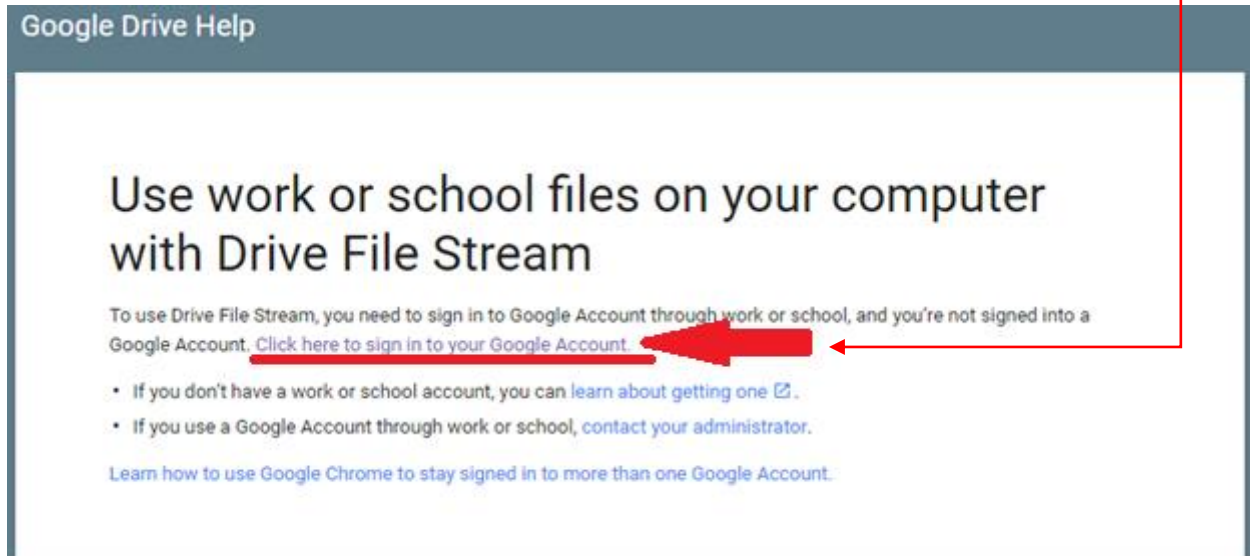 Google Drive Help
Use work or school files on your computer
with Drive File Stream
To use Drive File Stream, you need to sign in to Google Account through work or school, and you're not signed into a
Google Account. Click here to sign in to your Google Account.
• If you don't have a work or school account, you can learn about getting one.
• If you use a Google Account through work or school, contact your administrator.
Learn how to use Google Chrome to stay signed in to more than one Google Account.